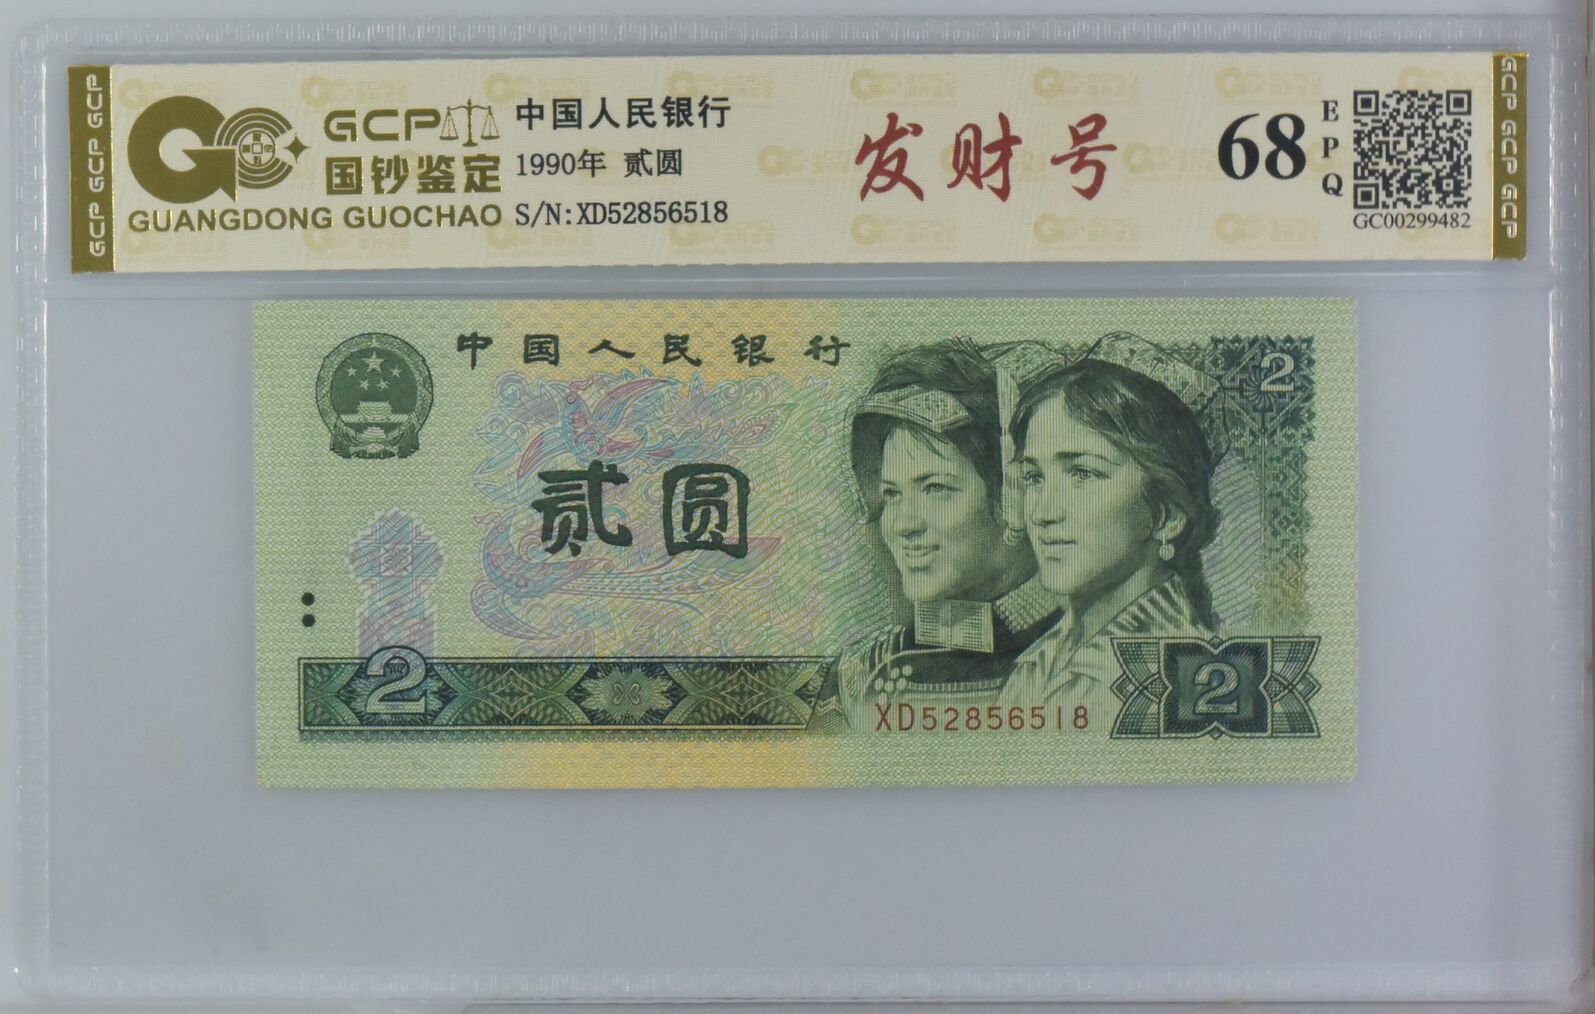 GCP GCP GCP
GCP
国钞鉴定
GUANGDONG GUOCHAO
中国人民银行
1990年 贰圆
S/N:XD52856518
发财号
68
EPQ
GC00299482
GCP GCP GCP
中国人民银行
2
贰圆
2
XD52856518
2